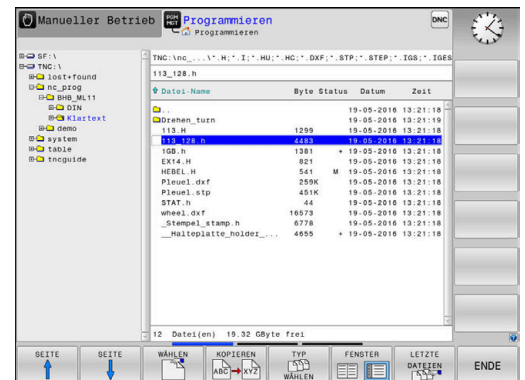 Manueller Betrieb
PGM
MGT
Programmieren
Programmieren
DNC
SF:\
TNC:\
lost+found
nc_prog
BHB_ML11
DIN
Klartext
demo
system
table
tncguide
TNC:\nc_...\*.H;*.I;*.HU;*.HC;*.DXF;*.STP;*.STEP;*.IGS;*.IGES
113_128.h
Datei-Name Byte Status Datum Zeit
.. 19-05-2016 13:21:18
Drehen_turn 19-05-2016 13:21:19
113.H 1299 19-05-2016 13:21:18
113_128.h 4483 19-05-2016 13:21:18
1GB.h 1381 + 19-05-2016 13:21:18
EX14.H 821 19-05-2016 13:21:18
HEBEL.H 541 M 19-05-2016 13:21:18
Pleuel.dxf 259K 19-05-2016 13:21:18
Pleuel.stp 451K 19-05-2016 13:21:18
STAT.h 44 19-05-2016 13:21:18
wheel.dxf 16573 19-05-2016 13:21:18
_Stempel_stamp.h 6778 19-05-2016 13:21:18
__Halteplatte_holder_... 4655 + 19-05-2016 13:21:18
12 Datei(en) 19.32 GByte frei
SEITE
SEITE
WÄHLEN
KOPIEREN
ABC XYZ
TYP
WÄHLEN
FENSTER
LETZTE
DATEIEN
ENDE